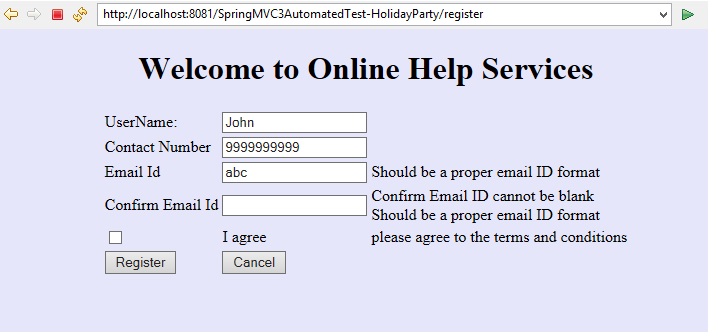 http://localhost:8081/SpringMVC3AutomatedTest-HolidayParty/register
Welcome to Online Help Services
UserName: John
Contact Number 9999999999
Email Id abc Should be a proper email ID format
Confirm Email Id Confirm Email ID cannot be blank
Should be a proper email ID format
I agree please agree to the terms and conditions
Register Cancel